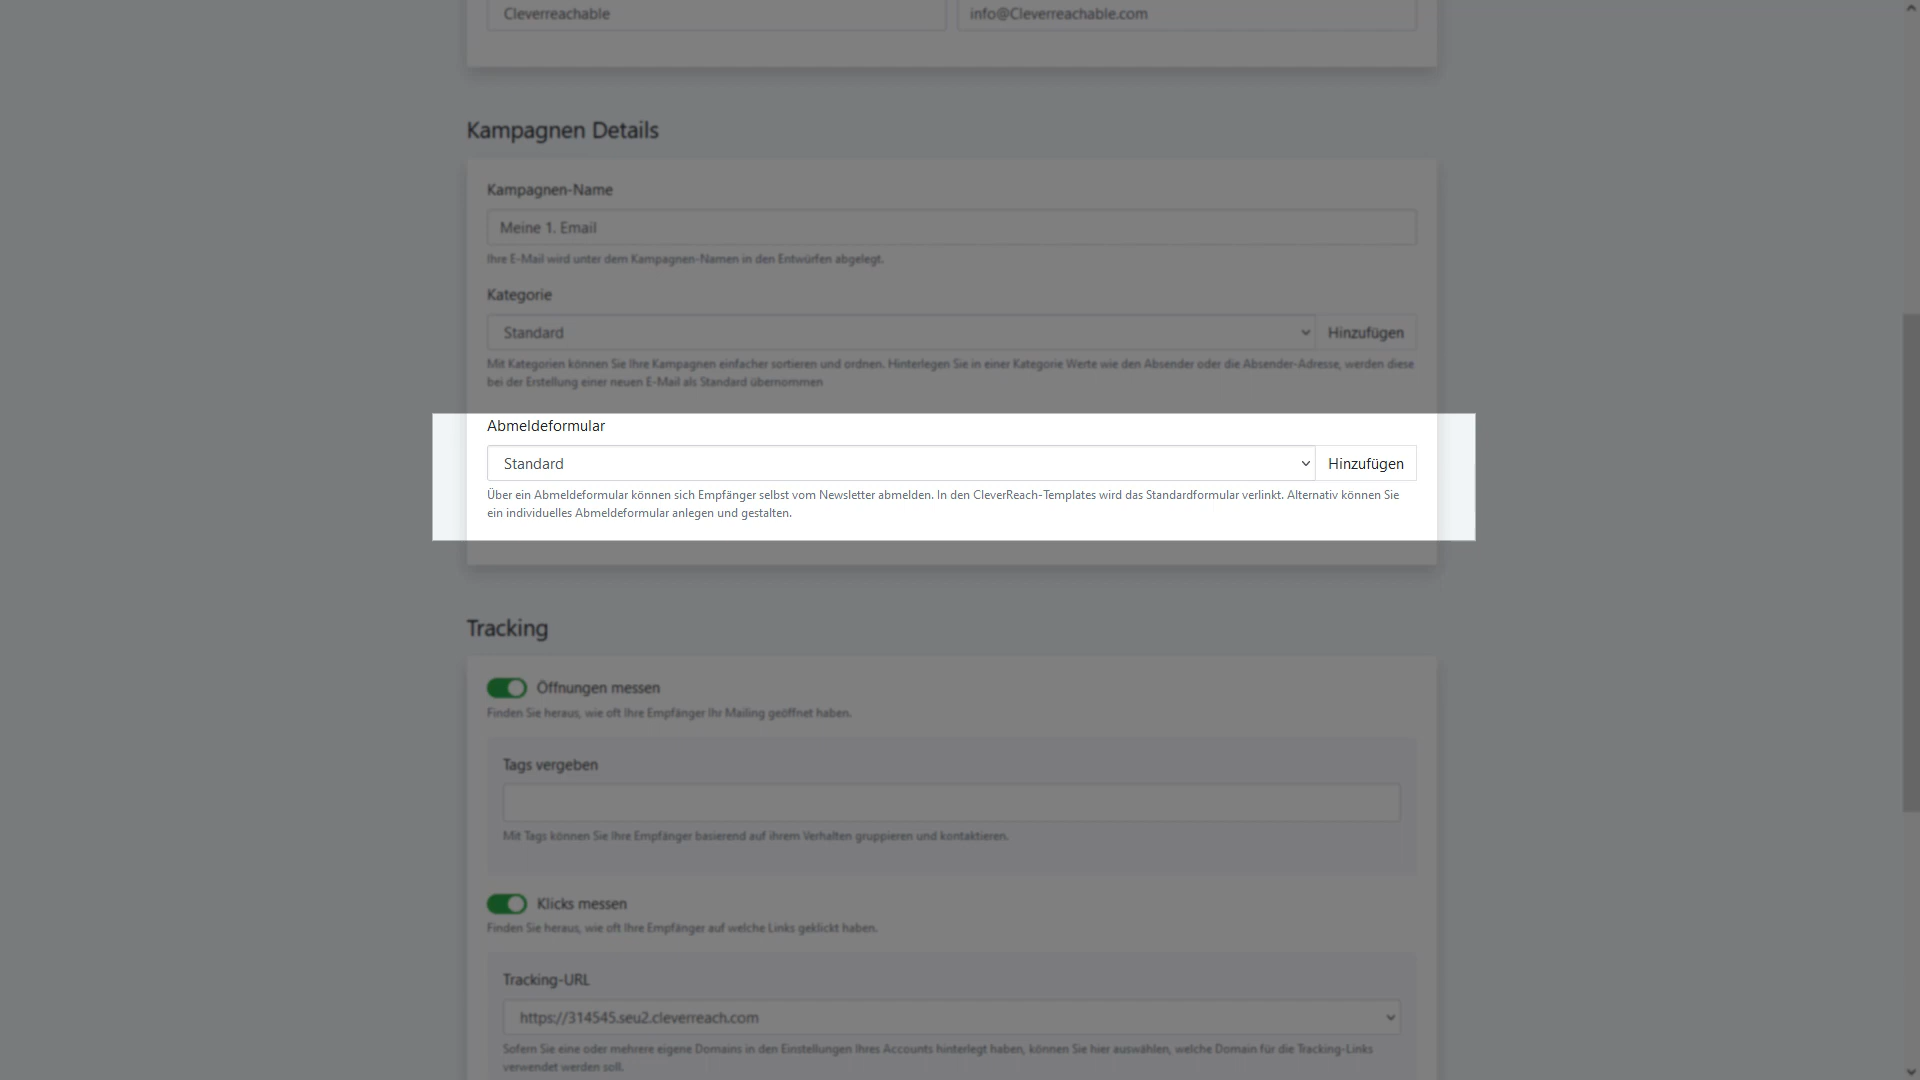 Cleverreachable info@Cleverreachable.com
Kampagnen Details
Kampagnen-Name
Meine 1. Email
Ihre E-Mail wird unter dem Kampagnen-Namen in den Entwürfen abgelegt.
Kategorie
Standard Hinzufügen
Mit Kategorien können Sie Ihre Kampagnen einfacher sortieren und ordnen. Hinterlegen Sie in einer Kategorie Werte wie den Absender oder die Absender-Adresse, werden diese
bei der Erstellung einer neuen E-Mail als Standard übernommen
Abmeldeformular
Standard Hinzufügen
Über ein Abmeldeformular können sich Empfänger selbst vom Newsletter abmelden. In den CleverReach-Templates wird das Standardformular verlinkt. Alternativ können Sie
ein individuelles Abmeldeformular anlegen und gestalten.
Tracking
Öffnungen messen
Finden Sie heraus, wie oft Ihre Empfänger Ihr Mailing geöffnet haben.
Tags vergeben
Mit Tags können Sie Ihre Empfänger basierend auf ihrem Verhalten gruppieren und kontaktieren.
Klicks messen
Finden Sie heraus, wie oft Ihre Empfänger auf welche Links geklickt haben.
Tracking-URL
https://314545.seu2.cleverreach.com
Sofern Sie eine oder mehrere eigene Domains in den Einstellungen Ihres Accounts hinterlegt haben, können Sie hier auswählen, welche Domain für die Tracking-Links
verwendet werden soll.